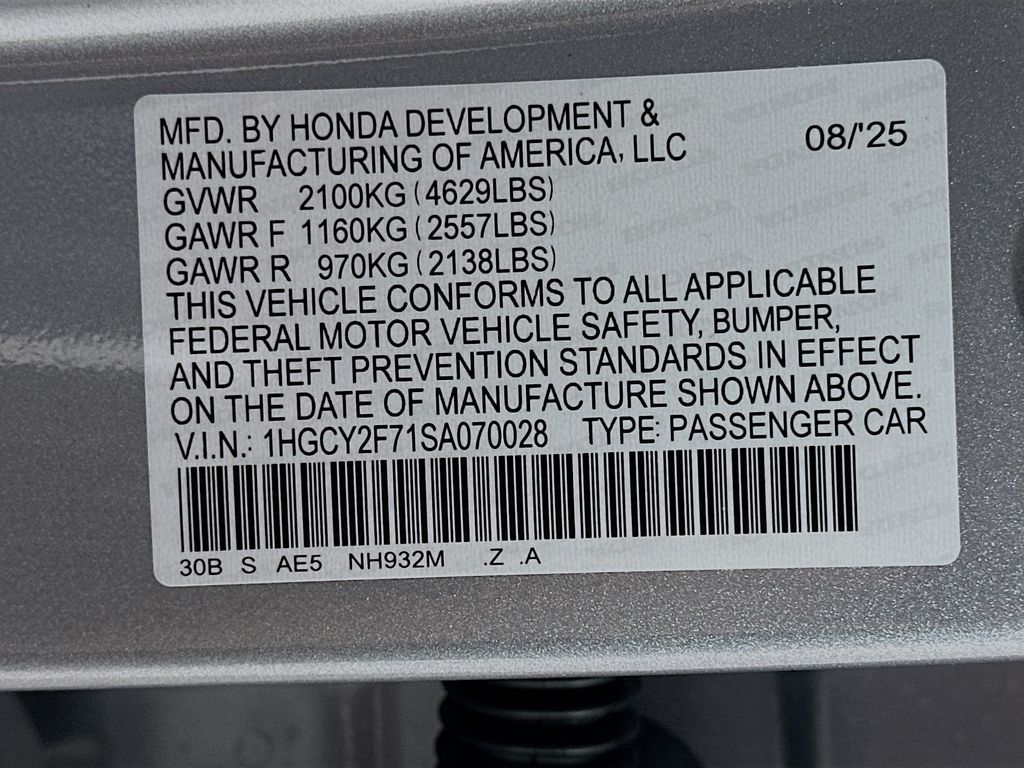 MFD. BY HONDA DEVELOPMENT &
MANUFACTURING OF AMERICA, LLC
08/'25
GVWR 2100KG (4629LBS)
GAWR F 1160KG (2557LBS)
GAWR R 970KG (2138LBS)
THIS VEHICLE CONFORMS TO ALL APPLICABLE
FEDERAL MOTOR VEHICLE SAFETY, BUMPER,
AND THEFT PREVENTION STANDARDS IN EFFECT
ON THE DATE OF MANUFACTURE SHOWN ABOVE.
V.I.N.: 1HGCY2F71SA070028 TYPE: PASSENGER CAR
30B S AE5 NH932M .Z .A